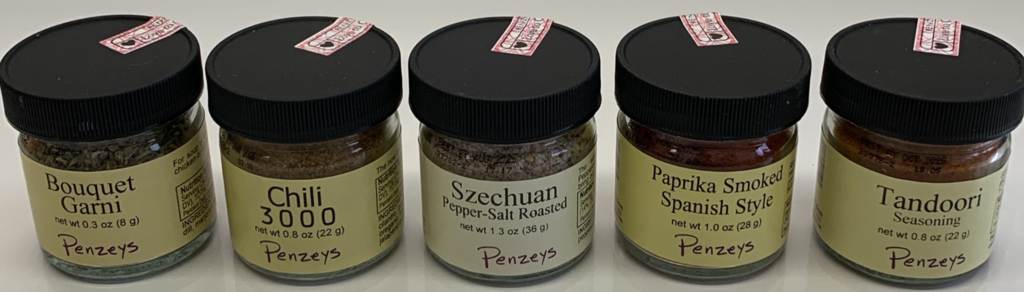 Bouquet
Garni
net wt 0.3 oz (8 g)
Penzeys
Chili
3000
net wt 0.8 oz (22 g)
Penzeys
Szechuan
Pepper-Salt Roasted
net wt 1.3 oz (36 g)
Penzeys
Paprika Smoked
Spanish Style
net wt 1.0 oz (28 g)
Penzeys
Tandoori
Seasoning
net wt 0.8 oz (22 g)
Penzeys